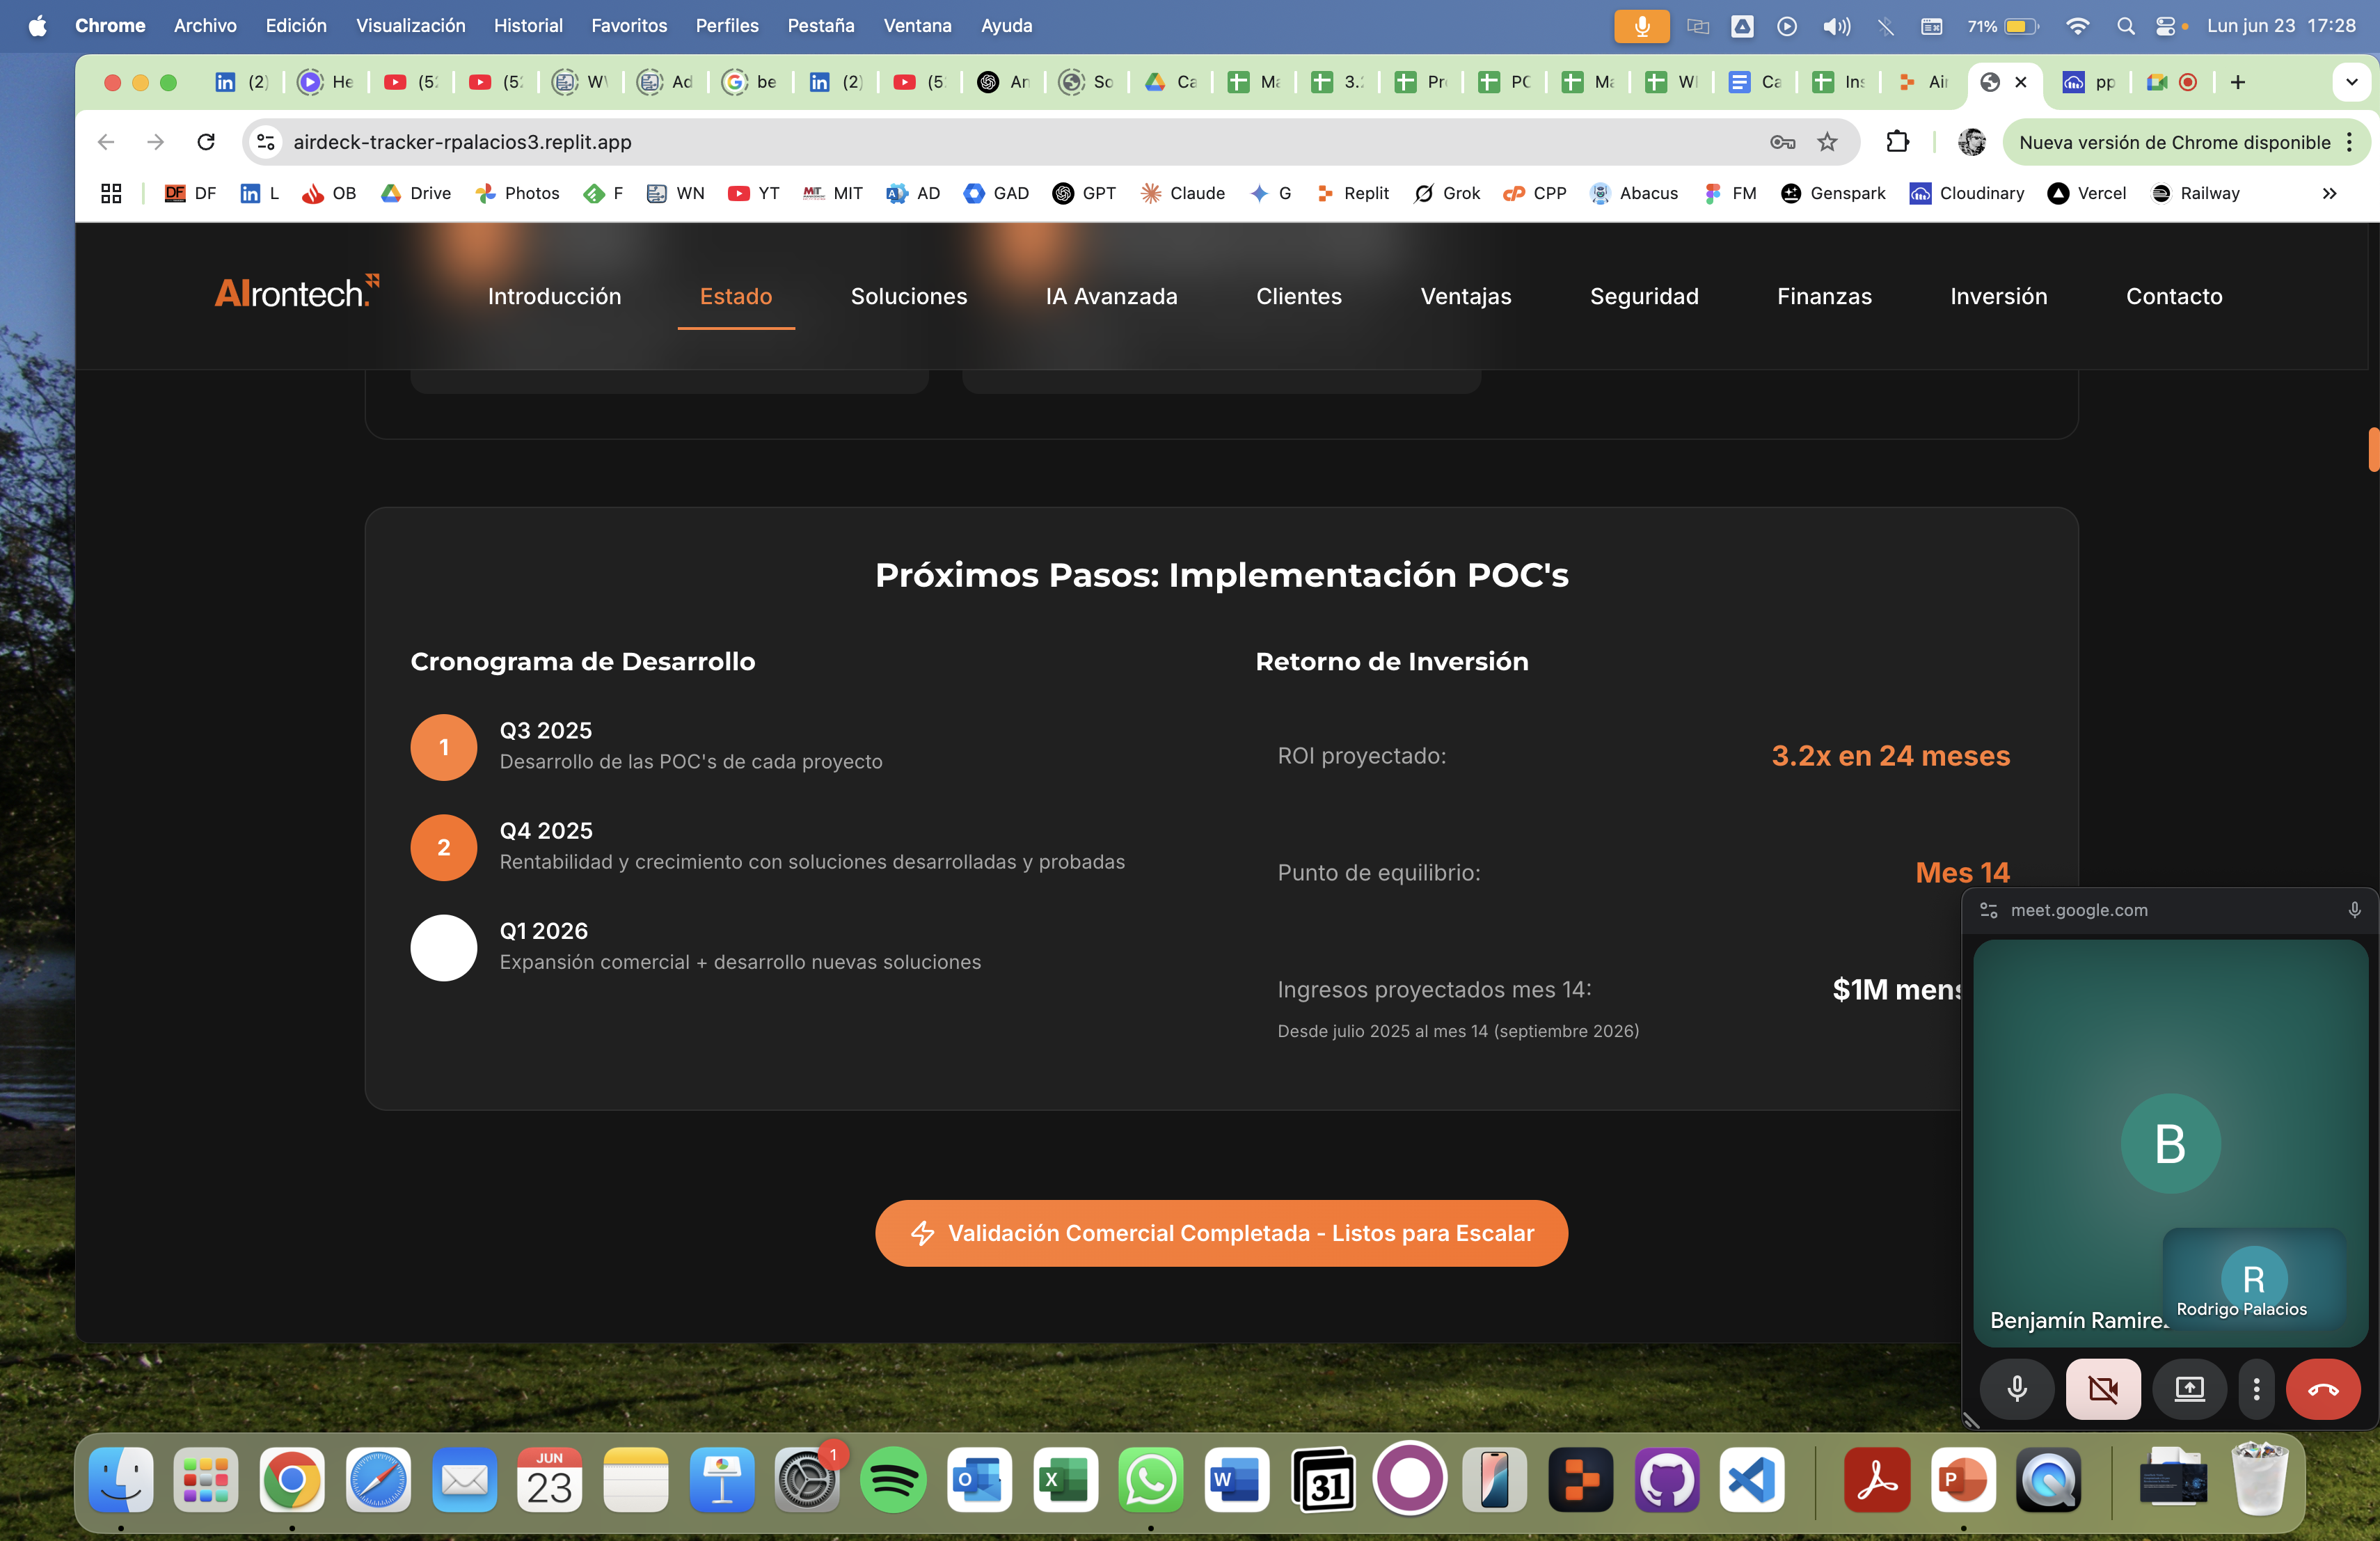 Chrome Archivo Edición Visualización Historial Favoritos Perfiles Pestaña Ventana Ayuda 71% Lun jun 23 17:28
(2) He (5 (5 W Ad be (2) (5 An So Ca Ma 3. Pr PC Ma WI Ca Ins Air pp
airdeck-tracker-rpalacios3.replit.app Nueva versión de Chrome disponible
DF DF L OB Drive Photos F WN YT MIT MIT AD GAD GPT Claude G Replit Grok CPP Abacus FM Genspark Cloudinary Vercel Railway
AIrontech. Introducción Estado Soluciones IA Avanzada Clientes Ventajas Seguridad Finanzas Inversión Contacto
Próximos Pasos: Implementación POC's
Cronograma de Desarrollo
1 Q3 2025
Desarrollo de las POC's de cada proyecto
2 Q4 2025
Rentabilidad y crecimiento con soluciones desarrolladas y probadas
Q1 2026
Expansión comercial + desarrollo nuevas soluciones
Retorno de Inversión
ROI proyectado: 3.2x en 24 meses
Punto de equilibrio: Mes 14
Ingresos proyectados mes 14: $1M mens
Desde julio 2025 al mes 14 (septiembre 2026)
Validación Comercial Completada - Listos para Escalar
meet.google.com
B
R
Rodrigo Palacios
Benjamín Ramire
JUN
23
1
31